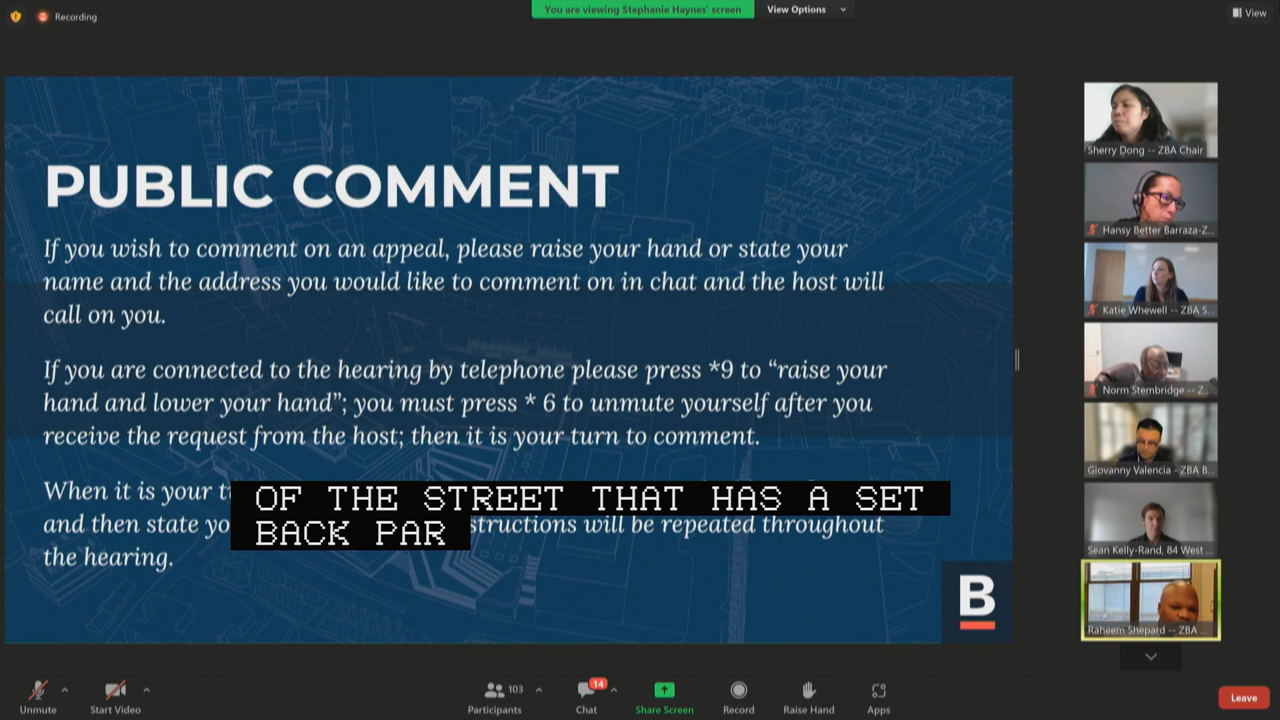 Recording
You are viewing Stephanie Haynes' screen
View Options
View
PUBLIC COMMENT
If you wish to comment on an appeal, please raise your hand or state your
name and the address you would like to comment on in chat and the host will
call on you.
If you are connected to the hearing by telephone please press *9 to “raise your
hand and lower your hand”; you must press * 6 to unmute yourself after you
receive the request from the host; then it is your turn to comment.
When it is your
and then state structions will be repeated throughout
the hearing.
OF THE STREET THAT HAS A SET
BACK PAR
B
Sherry Dong -- ZBA Chair
Hansy Better Barraza-Z...
Katie Whewell -- ZBA S...
Norm Stembridge -- Z...
Giovanny Valencia - ZBA B...
Sean Kelly-Rand, 84 West ...
Raheem Shepard -- ZBA ...
Unmute
Start Video
Participants
103
Chat
14
Share Screen
Record
Raise Hand
Apps
Leave